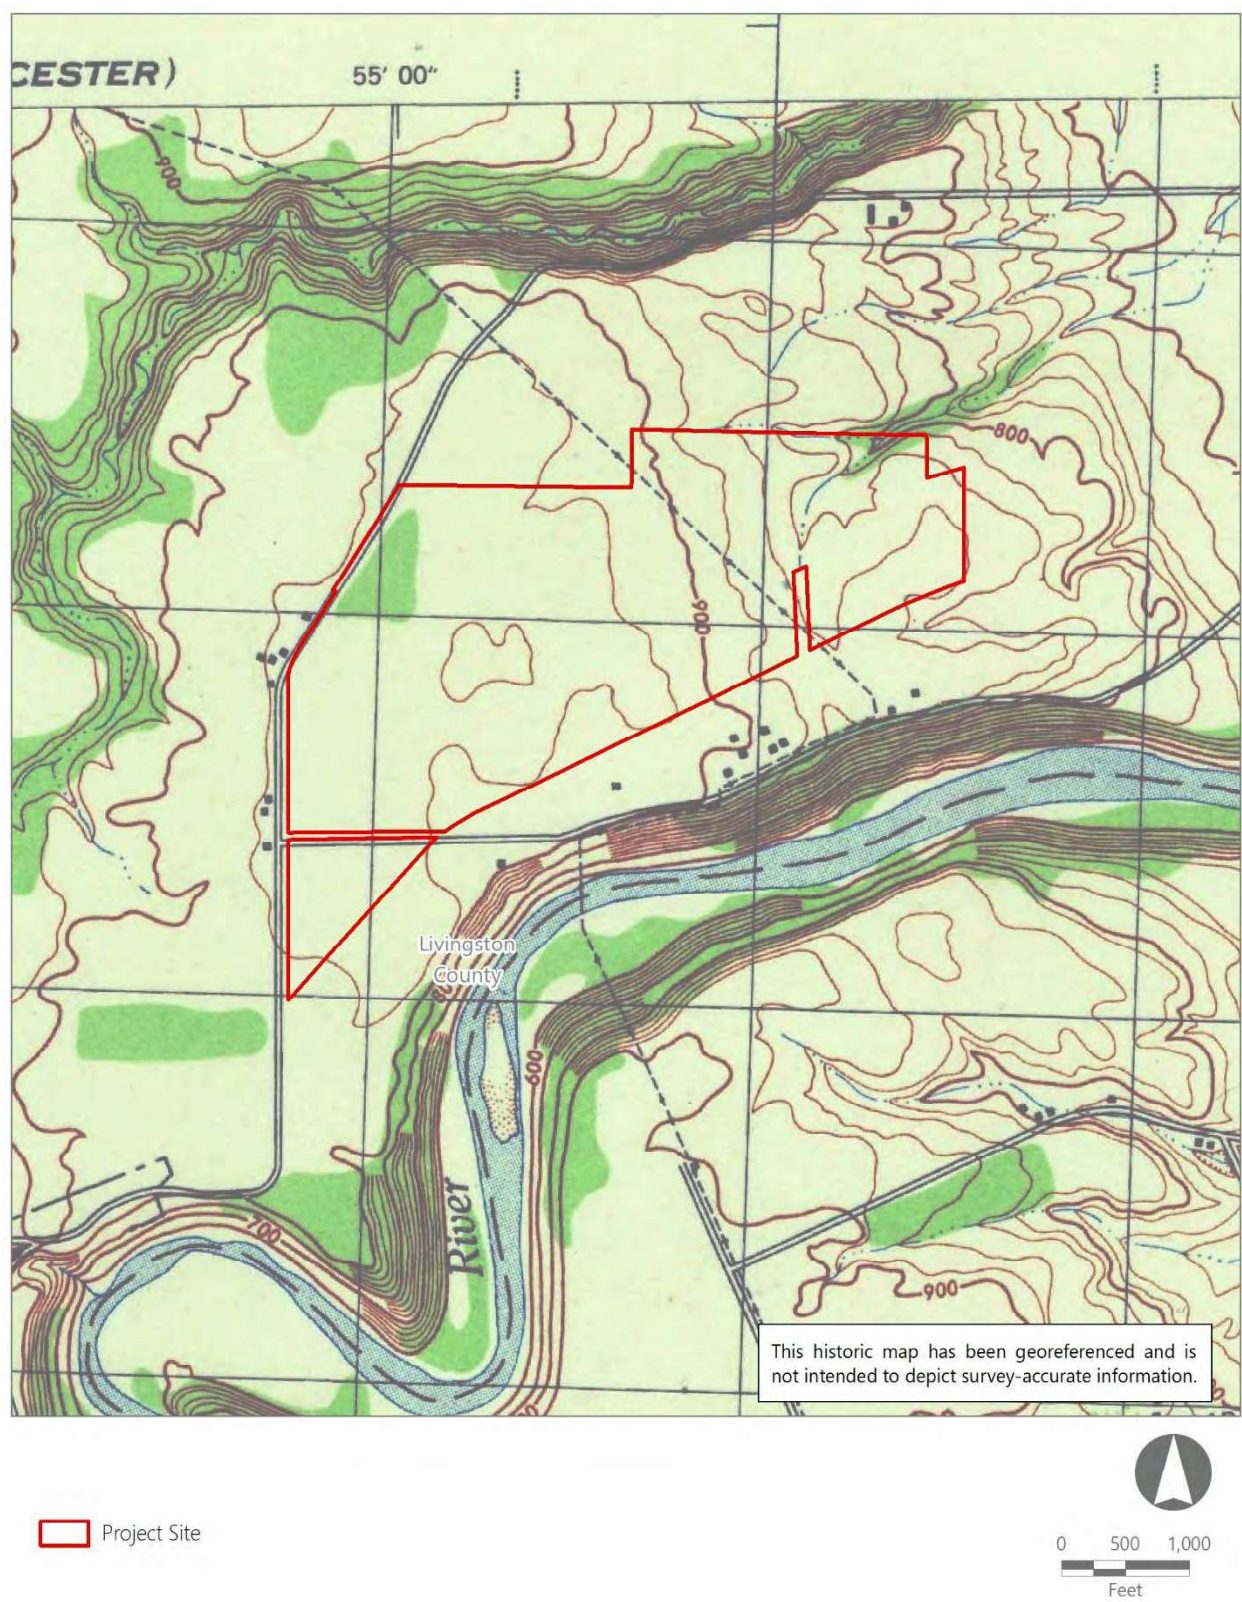 CESTER)
55' 00"
900
800
900
Livingston
County
600
River
700
900
This historic map has been georeferenced and is
not intended to depict survey-accurate information.
Project Site
0 500 1,000
Feet